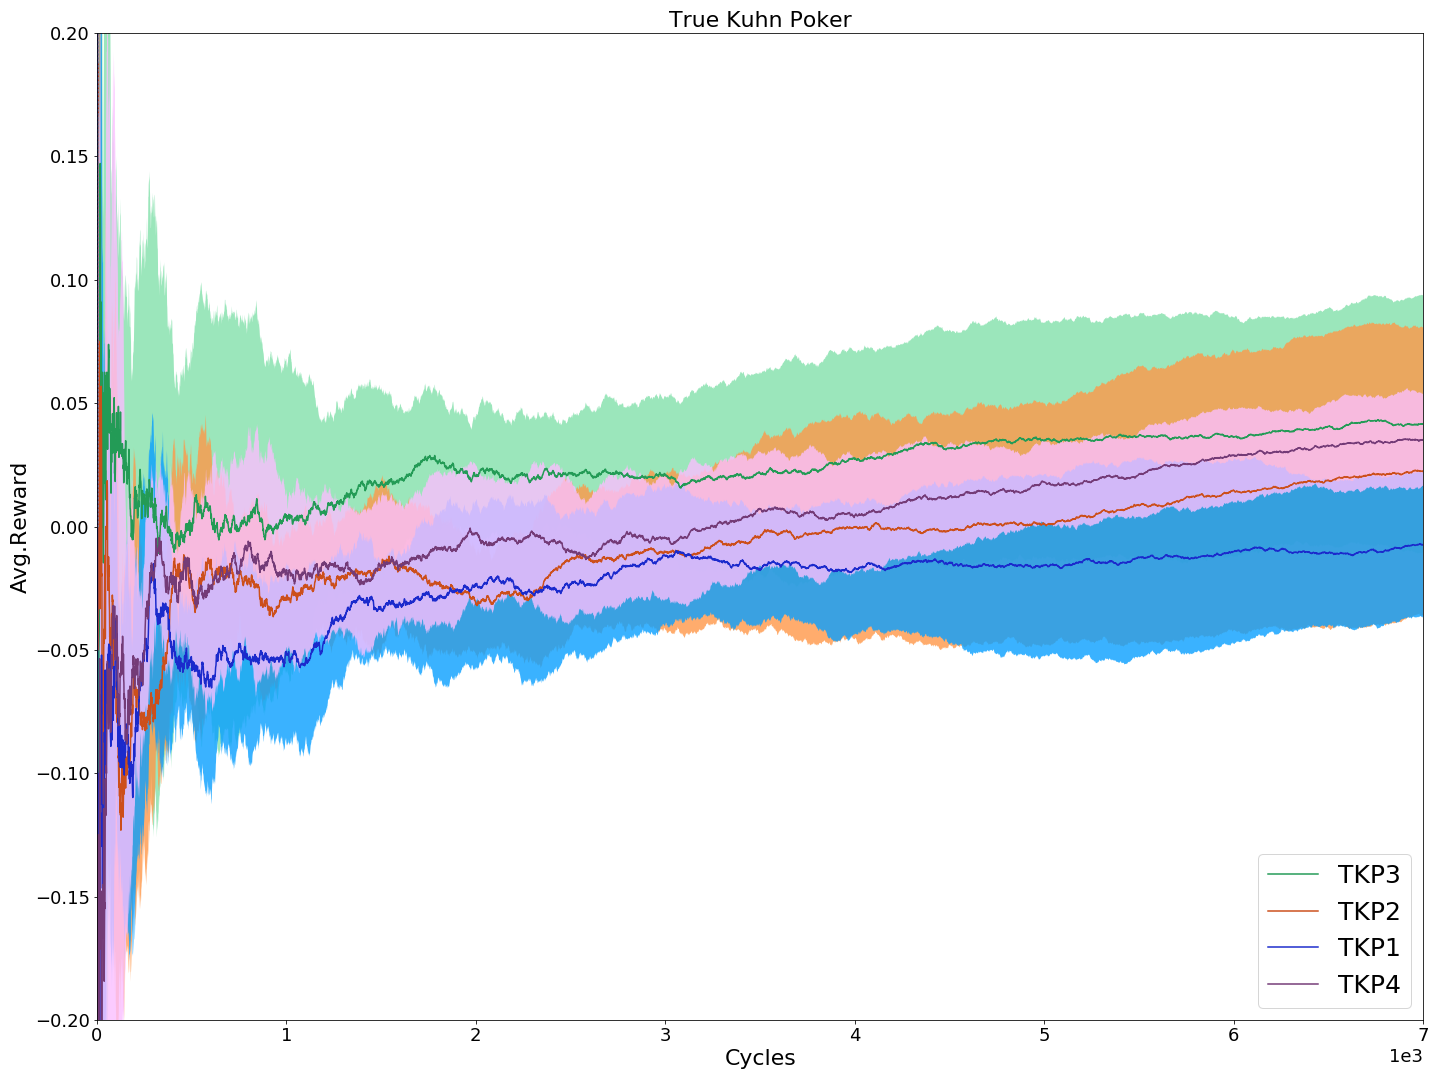 True Kuhn Poker
Avg.Reward
0.20
0.15
0.10
0.05
0.00
−0.05
−0.10
−0.15
−0.20
0 1 2 3 4 5 6 7
1e3
Cycles
TKP3
TKP2
TKP1
TKP4